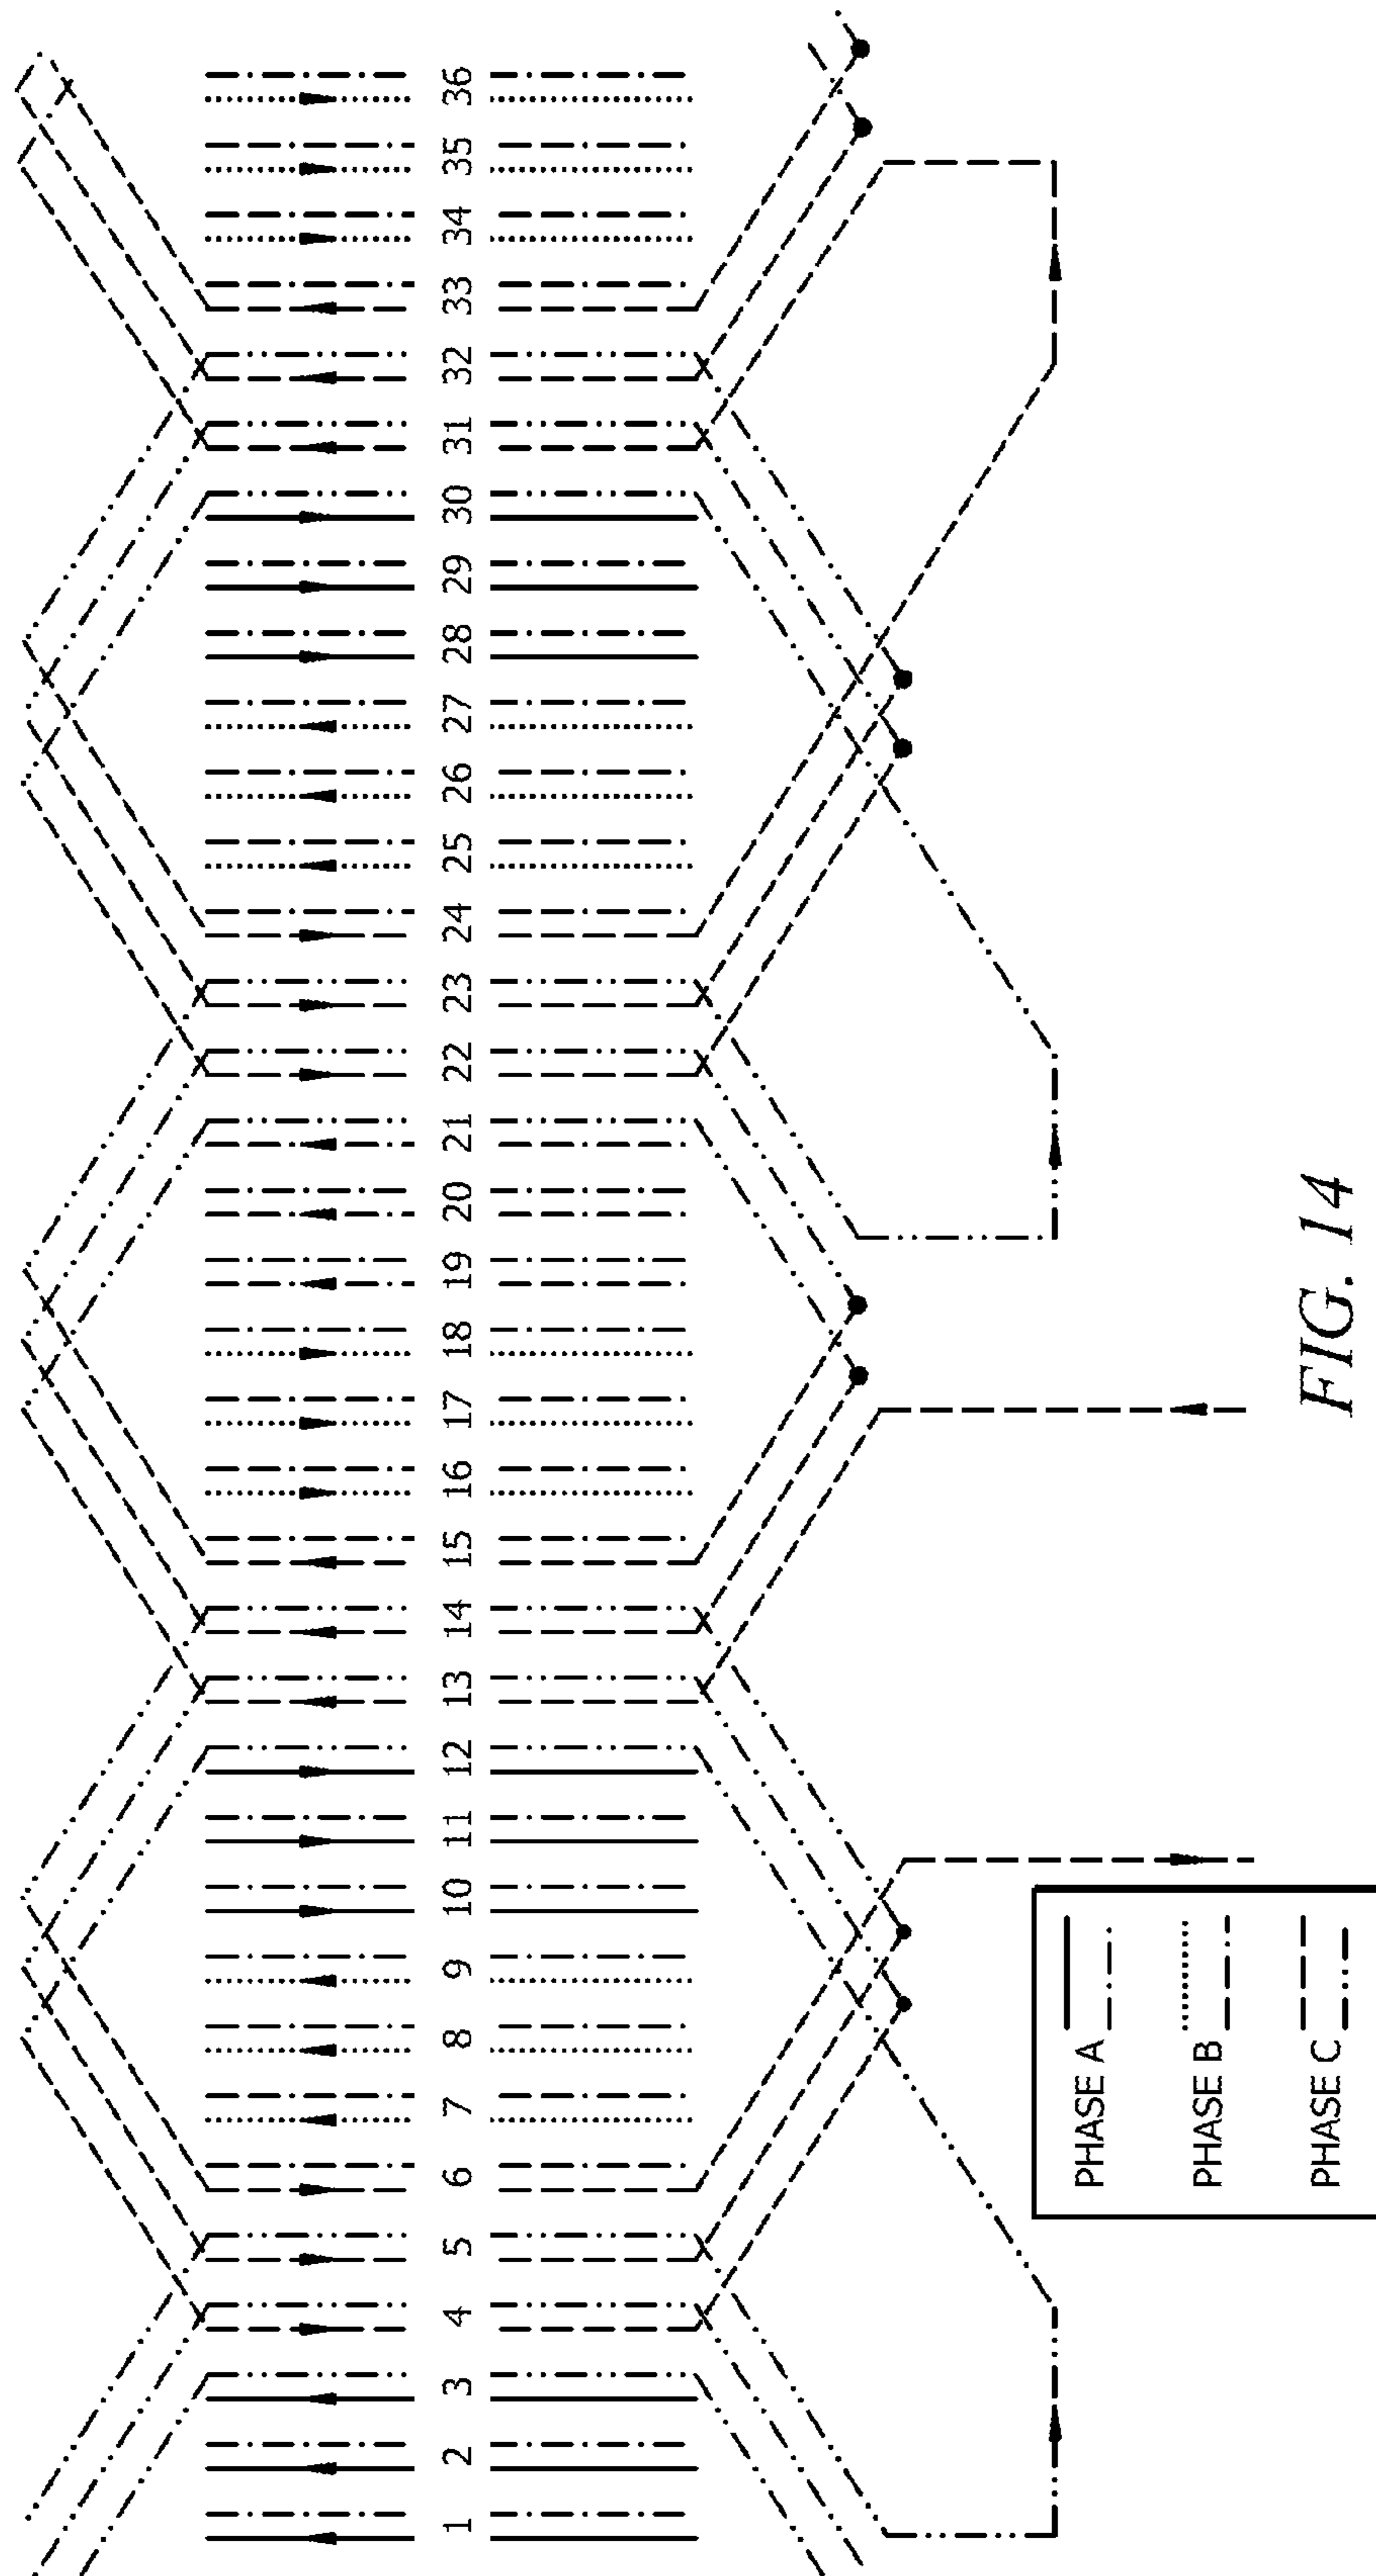 1 2 3 4 5 6 7 8 9 10 11 12 13 14 15 16 17 18 19 20 21 22 23 24 25 26 27 28 29 30 31 32 33 34 35 36
PHASE A
PHASE B
PHASE C
FIG. 14